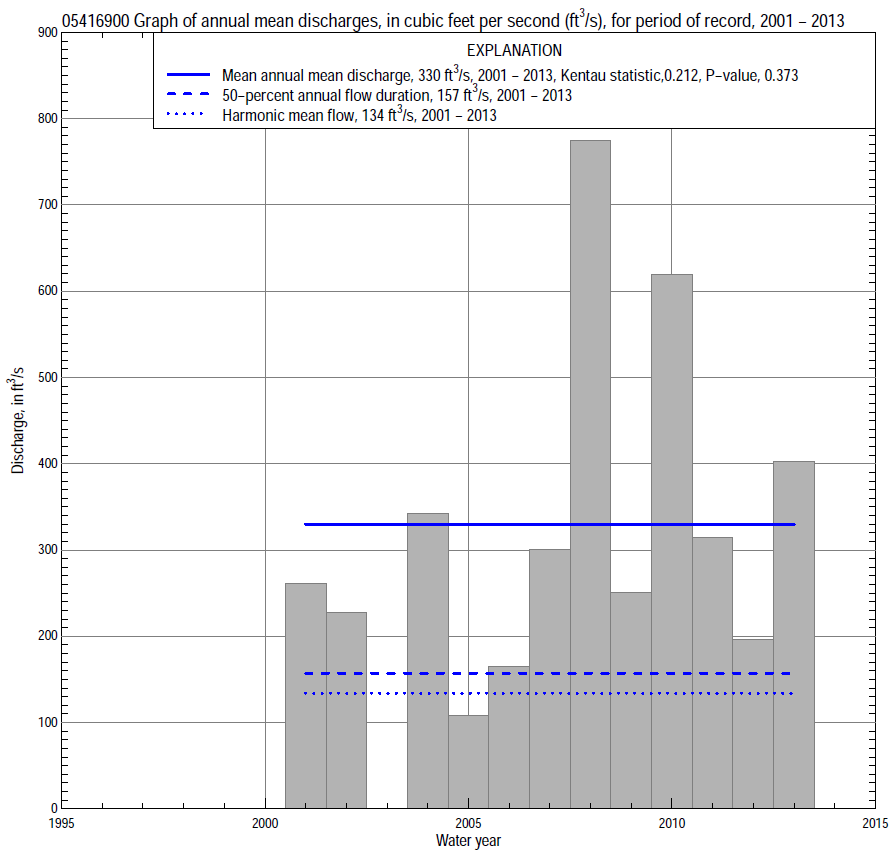 05416900 Graph of annual mean discharges, in cubic feet per second (ft³/s), for period of record, 2001 – 2013
EXPLANATION
Mean annual mean discharge, 330 ft³/s, 2001 – 2013, Kentau statistic,0.212, P–value, 0.373
50–percent annual flow duration, 157 ft³/s, 2001 – 2013
Harmonic mean flow, 134 ft³/s, 2001 – 2013
900
800
700
600
500
400
300
200
100
0
Discharge, in ft³/s
1995 2000 2005 2010 2015
Water year